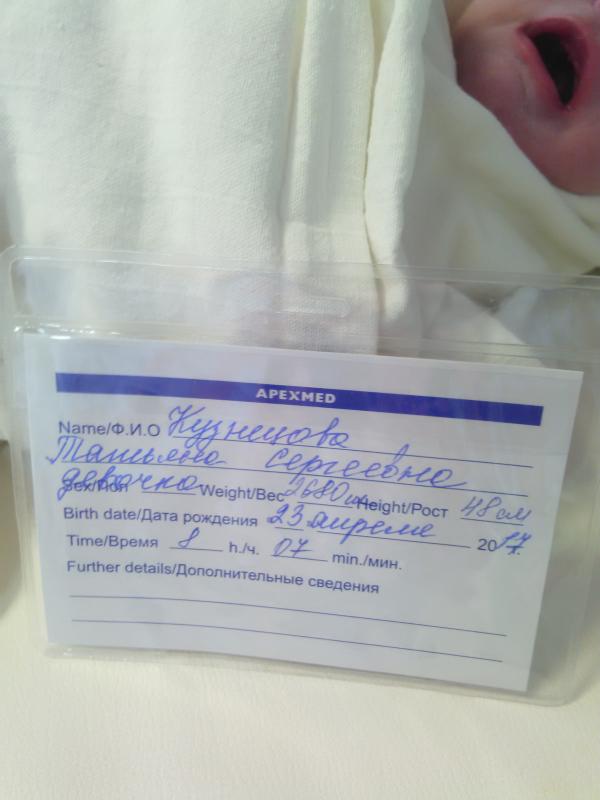 APEXMED
Name/Ф.И.О Кузнецова
Татьяна Сергеевна
Sex/Пол девочка Weight/Вес 2680 Height/Рост 48 см
Birth date/Дата рождения 23 апреля 2017.
Time/Время 8 h./ч. 07 min./мин.
Further details/Дополнительные сведения